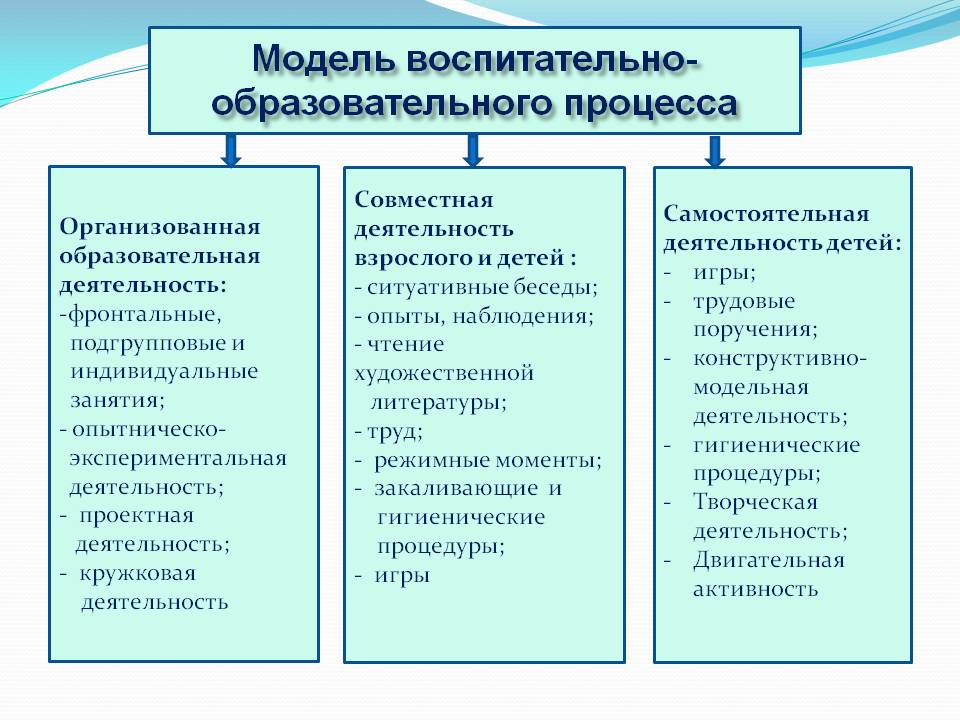 Модель воспитательно-
образовательного процесса
Организованная
образовательная
деятельность:
-фронтальные,
подгрупповые и
индивидуальные
занятия;
- опытническо-
экспериментальная
деятельность;
- проектная
деятельность;
- кружковая
деятельность
Совместная
деятельность
взрослого и детей :
- ситуативные беседы;
- опыты, наблюдения;
- чтение
художественной
литературы;
- труд;
- режимные моменты;
- закаливающие и
гигиенические
процедуры;
- игры
Самостоятельная
деятельность детей:
- игры;
- трудовые
поручения;
- конструктивно-
модельная
деятельность;
- гигиенические
процедуры;
- Творческая
деятельность;
- Двигательная
активность